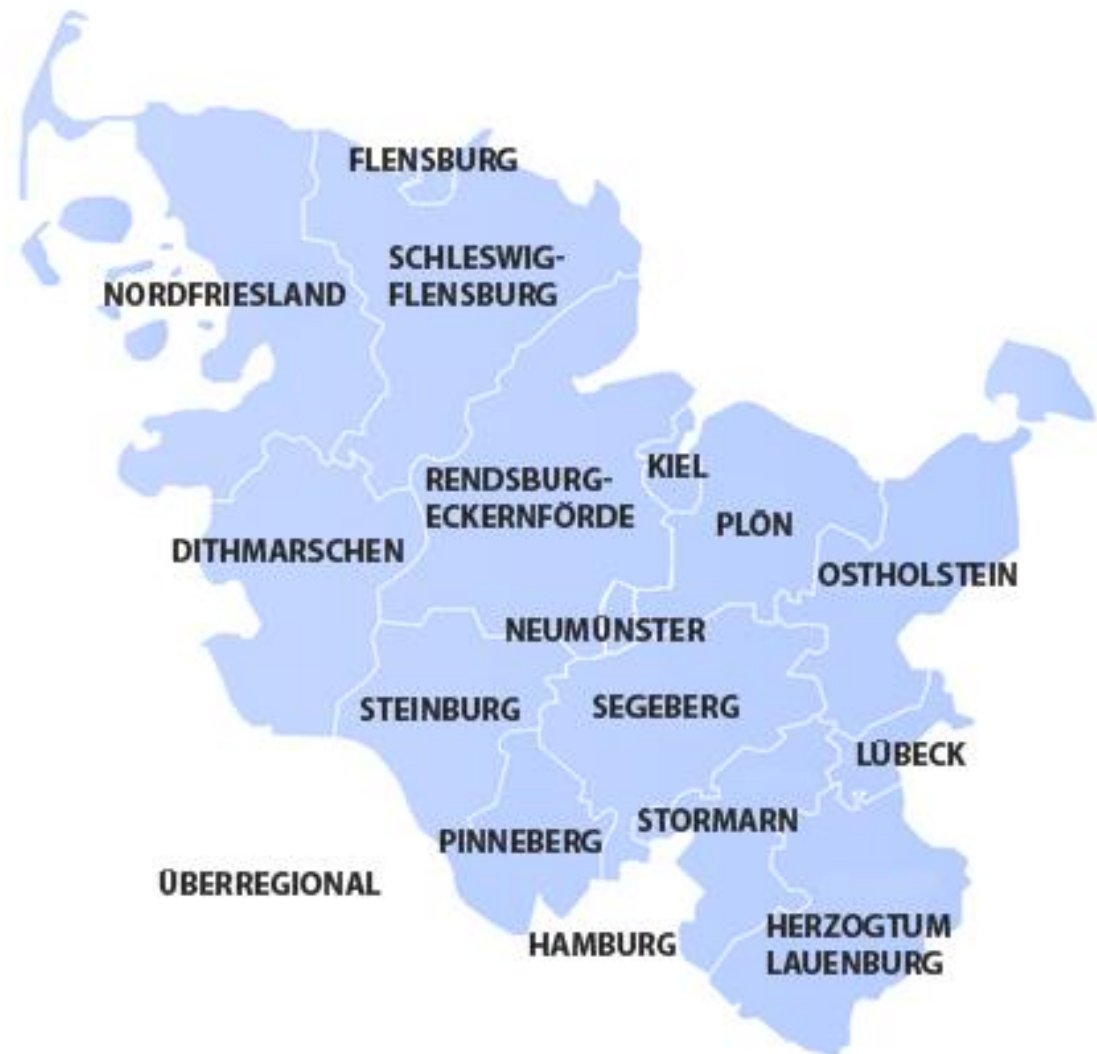 FLENSBURG
SCHLESWIG-
FLENSBURG
NORDFRIESLAND
KIEL
RENDSBURG-
ECKERNFÖRDE
PLÖN
DITHMARSCHEN
OSTHOLSTEIN
NEUMÜNSTER
STEINBURG
SEGEBERG
LÜBECK
STORMARN
PINNEBERG
ÜBERREGIONAL
HAMBURG
HERZOGTUM
LAUENBURG